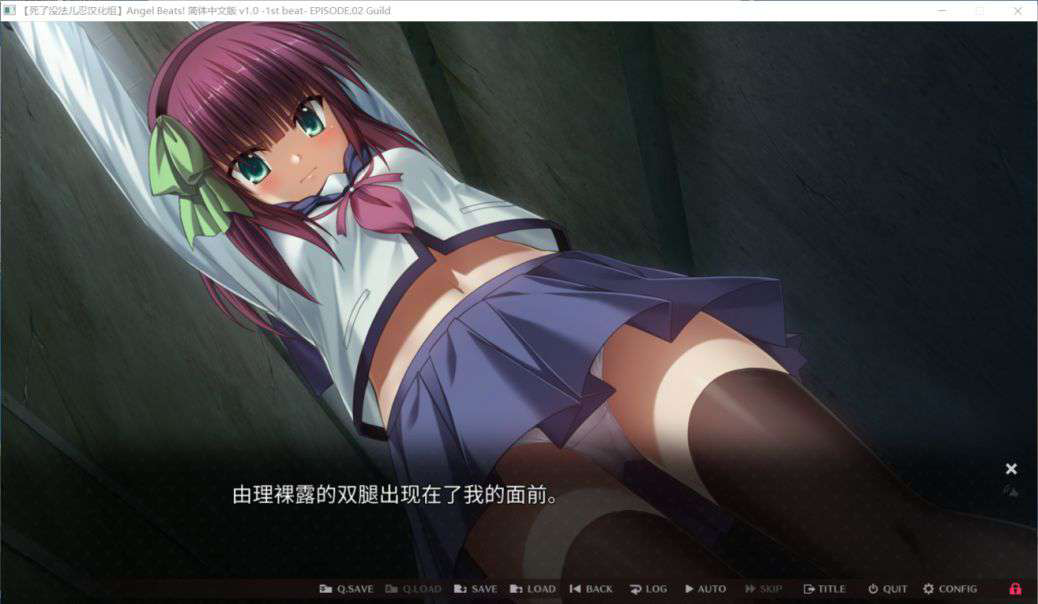 【死了没法儿忍汉化组】Angel Beats! 简体中文版 v1.0 -1st beat- EPISODE.02 Guild
由理裸露的双腿出现在了我的面前。
Q.SAVE Q.LOAD SAVE LOAD BACK LOG AUTO SKIP TITLE QUIT CONFIG